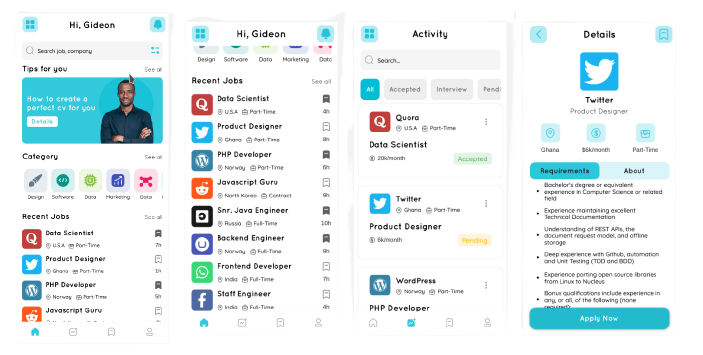 Hi, Gideon
Search job, company
Tips for you
See all
How to create a
perfect cv for you
Details
Category
See all
Design
Software
Data
Marketing
Recent Jobs
See all
Data Scientist
U.S.A
Part-Time
7h
Product Designer
Ghana
Part-Time
1h
PHP Developer
Norway
Part-Time
5h
Javascript Guru
Hi, Gideon
Design
Software
Data
Marketing
Datc
Recent Jobs
See all
Data Scientist
U.S.A
Part-Time
4h
Product Designer
Ghana
Part-Time
8h
PHP Developer
Norway
Part-Time
6h
Javascript Guru
North Korea
Contract
9h
Snr. Java Engineer
Russia
Full-Time
10h
Backend Engineer
Norway
Full-Time
9h
Frontend Developer
India
Full-Time
7h
Staff Engineer
India
Full-Time
4h
Activity
Search...
All
Accepted
Interview
Pendi
Quora
U.S.A
Part-Time
Data Scientist
20k/month
Accepted
Twitter
Ghana
Part-Time
Product Designer
6k/month
Pending
WordPress
Norway
Part-Time
PHP Developer
Details
Twitter
Product Designer
Ghana
$6k/month
Part-Time
Requirements
About
Bachelor's degree or equivalent
experience in Computer Science or related
field
Experience maintaining excellent
Technical Documentation
Understanding of REST APIs, the
document request model, and offline
storage
Deep experience with Github, automation
and Unit Testing (TDD and BDD)
Experience porting open source libraries
from Linux to Nucleus
Bonus qualifications include experience in
any, or all, of the following (none
required)
Apply Now